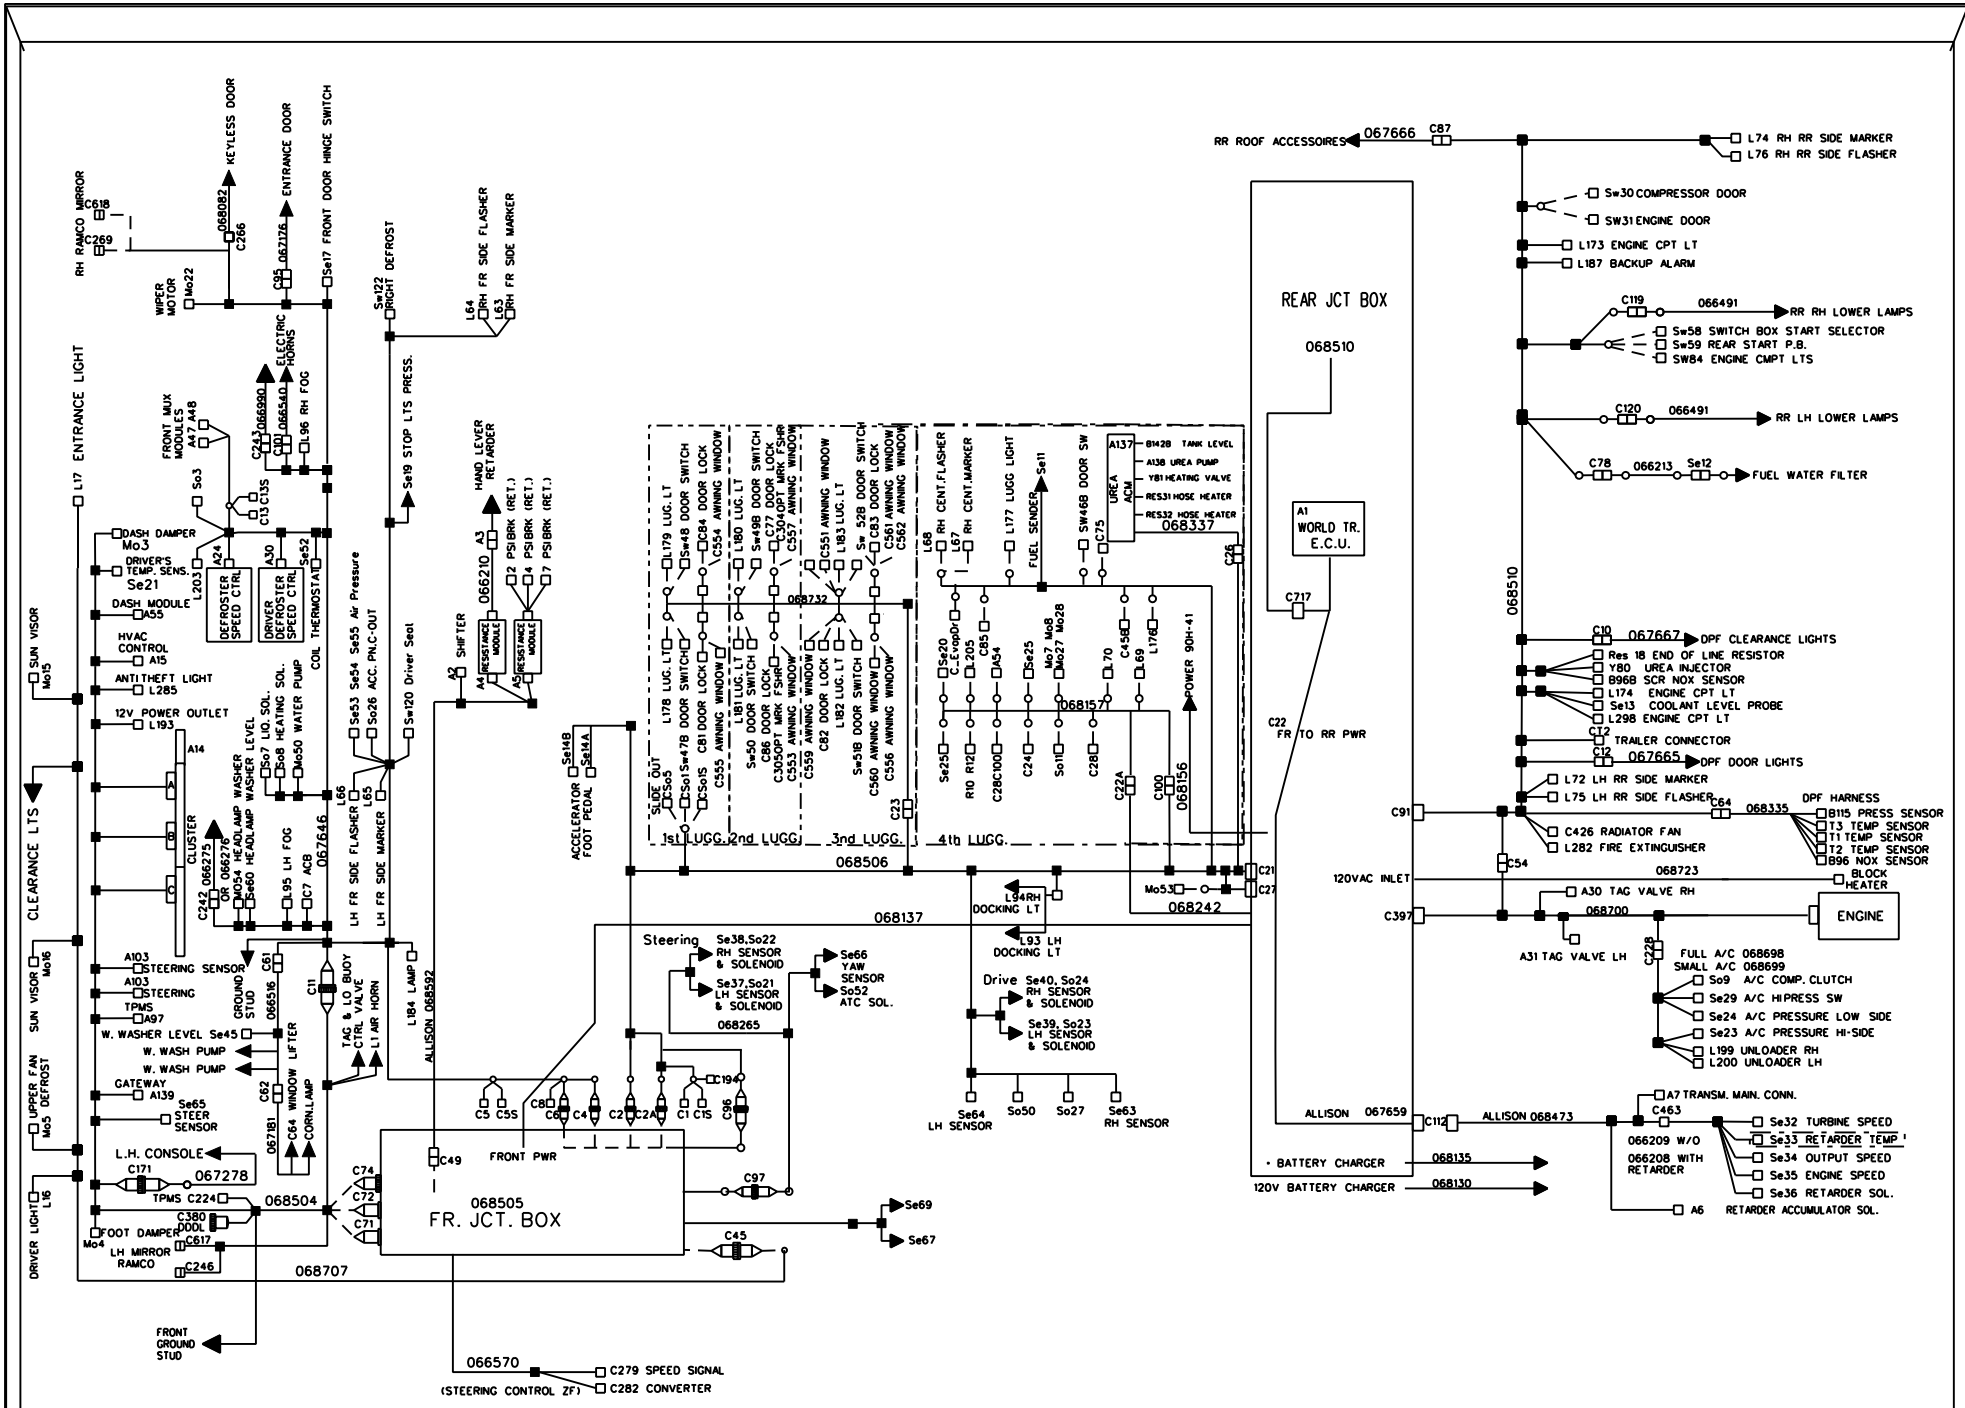 RH RAMCO MIRROR
C618
C269
KEYLESS DOOR
068082
C266
ENTRANCE DOOR
067176
C95
Se17 FRONT DOOR HINGE SWITCH
WIPER
MOTOR
Mo22
Sw122
RIGHT DEFROST
L64
RH FR SIDE FLASHER
L63
RH FR SIDE MARKER
L17 ENTRANCE LIGHT
FRONT MUX
MODULES
A47 A48
C243 066990
ELECTRIC
HORNS
C101 066540
L96 RH FOG
Se19 STOP LTS PRESS.
So3
C13 C13S
DASH DAMPER
Mo3
DRIVER'S
TEMP. SENS.
Se21
DASH MODULE
A55
HVAC
CONTROL
A15
ANTITHEFT LIGHT
L285
12V POWER OUTLET
L193
L203
A24
DEFROSTER
SPEED CTRL
A30
DRIVER
DEFROSTER
SPEED CTRL
Se52
COIL THERMOSTAT
SUN VISOR
Mo15
A14
A
B
C
CLUSTER
So7 LIQ. SOL.
So8 HEATING SOL.
Mo50 WATER PUMP
C242 066275
OR 066276
MO54 HEADLAMP WASHER
Se60 HEADLAMP WASHER LEVEL
L95 LH FOG
C7 ACB
067646
CLEARANCE LTS
SUN VISOR
Mo16
Se53 Se54 Se55 Air Pressure
So26 ACC. PN.C-OUT
Sw120 Driver Seat
L66
LH FR SIDE FLASHER
L65
LH FR SIDE MARKER
HAND LEVER
RETARDER
A3
066210
2 PSIBRK (RET.)
4 PSIBRK (RET.)
7 PSIBRK (RET.)
A2 SHIFTER
RESISTANCE
MODULE
A4
RESISTANCE
MODULE
A5
Se14B
Se14A
ACCELERATOR
FOOT PEDAL
A103
STEERING SENSOR
A103
STEERING
TPMS
A97
W. WASHER LEVEL Se45
W. WASH PUMP
W. WASH PUMP
GATEWAY
A139
Se65
STEER
SENSOR
UPPER FAN
Mo5 DEFROST
GROUND
STUD
C61
066516
C62
067181
C64 WINDOW LIFTER
CORN.LAMP
C11
TAG & LO BUOY
CTRL VALVE
L1 AIR HORN
L184 LAMP
ALLISON 068592
L.H. CONSOLE
C171
067278
TPMS C224
068504
C380
DDDL
FOOT DAMPER
Mo4
C617
LH MIRROR
RAMCO
C246
DRIVER LIGHT
L16
068707
FRONT
GROUND
STUD
C74
C72
C71
C49
FRONT PWR
068505
FR. JCT. BOX
C5 C5S
C8
C6 C4
C2 C2A
C1 C1S
C194
C96
C97
C45
Se69
Se67
066570
(STEERING CONTROL ZF)
C279 SPEED SIGNAL
C282 CONVERTER
L179 LUG. LT
Sw48 DOOR SWITCH
C84 DOOR LOCK
C554 AWNING WINDOW
L180 LUG. LT
Sw49B DOOR SWITCH
C77 DOOR LOCK
C304OPT MRK FSHR
C557 AWNING WINDOW
C551 AWNING WINDOW
L183 LUG. LT
Sw 52B DOOR SWITCH
C83 DOOR LOCK
C561 AWNING WINDOW
C562 AWNING WINDOW
068732
L178 LUG. LT
Sw47B DOOR SWITCH
C81 DOOR LOCK
C555 AWNING WINDOW
L181 LUG. LT
Sw50 DOOR SWITCH
C86 DOOR LOCK
C305OPT MRK FSHR
C553 AWNING WINDOW
C559 AWNING WINDOW
C82 DOOR LOCK
L182 LUG. LT
Sw51B DOOR SWITCH
C560 AWNING WINDOW
C556 AWNING WINDOW
SLIDE OUT
CSo5
CSo1
CSo1S
C23
1st LUGG.
2nd LUGG.
3nd LUGG.
4th LUGG.
L68
RH CENT.FLASHER
L67
RH CENT.MARKER
L177 LUGG LIGHT
FUEL SENDER
Se11
SW46B DOOR SW
C75
A137
UREA
ACM
B142B TANK LEVEL
A138 UREA PUMP
Y81 HEATING VALVE
RES31 HOSE HEATER
RES32 HOSE HEATER
068337
C26
Se20
C_EvapDr
L205
C85
A54
Se25
Mo7 Mo8
Mo27 Mo28
L70
C45B
L69
L176
068157
Se25
R10 R12
C28C100
C24
So11
C28D
C22A
C100
068156
POWER 90H-41
068506
Mo53
C21
C27
068242
L94RH
DOCKING LT
L93 LH
DOCKING LT
068137
Steering
Se38,So22
RH SENSOR
& SOLENOID
Se37,So21
LH SENSOR
& SOLENOID
068265
Se66
YAW
SENSOR
So52
ATC SOL.
Drive
Se40, So24
RH SENSOR
& SOLENOID
Se39, So23
LH SENSOR
& SOLENOID
Se64
LH SENSOR
So50
So27
Se63
RH SENSOR
REAR JCT BOX
068510
A1
WORLD TR.
E.C.U.
C717
C22
FR TO RR PWR
C91
120VAC INLET
C397
ALLISON 067659
C112
BATTERY CHARGER
068135
120V BATTERY CHARGER
068130
RR ROOF ACCESSOIRES
067666
C87
L74 RH RR SIDE MARKER
L76 RH RR SIDE FLASHER
Sw30 COMPRESSOR DOOR
SW31 ENGINE DOOR
L173 ENGINE CPT LT
L187 BACKUP ALARM
C119
066491
RR RH LOWER LAMPS
Sw58 SWITCH BOX START SELECTOR
Sw59 REAR START P.B.
SW84 ENGINE CMPT LTS
C120
066491
RR LH LOWER LAMPS
C78
066213
Se12
FUEL WATER FILTER
068510
C10
067667
DPF CLEARANCE LIGHTS
Res 18 END OF LINE RESISTOR
Y80 UREA INJECTOR
B96B SCR NOX SENSOR
L174 ENGINE CPT LT
Se13 COOLANT LEVEL PROBE
L298 ENGINE CPT LT
CT2
TRAILER CONNECTOR
C12
067665
DPF DOOR LIGHTS
L72 LH RR SIDE MARKER
L75 LH RR SIDE FLASHER
C64
068335
DPF HARNESS
B115 PRESS SENSOR
T3 TEMP SENSOR
T1 TEMP SENSOR
T2 TEMP SENSOR
B96 NOX SENSOR
C426 RADIATOR FAN
L282 FIRE EXTINGUISHER
C54
068723
BLOCK
HEATER
A30 TAG VALVE RH
068700
ENGINE
A31 TAG VALVE LH
C228
FULL A/C 068698
SMALL A/C 068699
So9 A/C COMP. CLUTCH
Se29 A/C HIPRESS SW
Se24 A/C PRESSURE LOW SIDE
Se23 A/C PRESSURE HI-SIDE
L199 UNLOADER RH
L200 UNLOADER LH
A7 TRANSM. MAIN. CONN.
ALLISON 068473
C463
066209 W/O
066208 WITH
RETARDER
Se32 TURBINE SPEED
Se33 RETARDER TEMP
Se34 OUTPUT SPEED
Se35 ENGINE SPEED
Se36 RETARDER SOL.
A6 RETARDER ACCUMULATOR SOL.